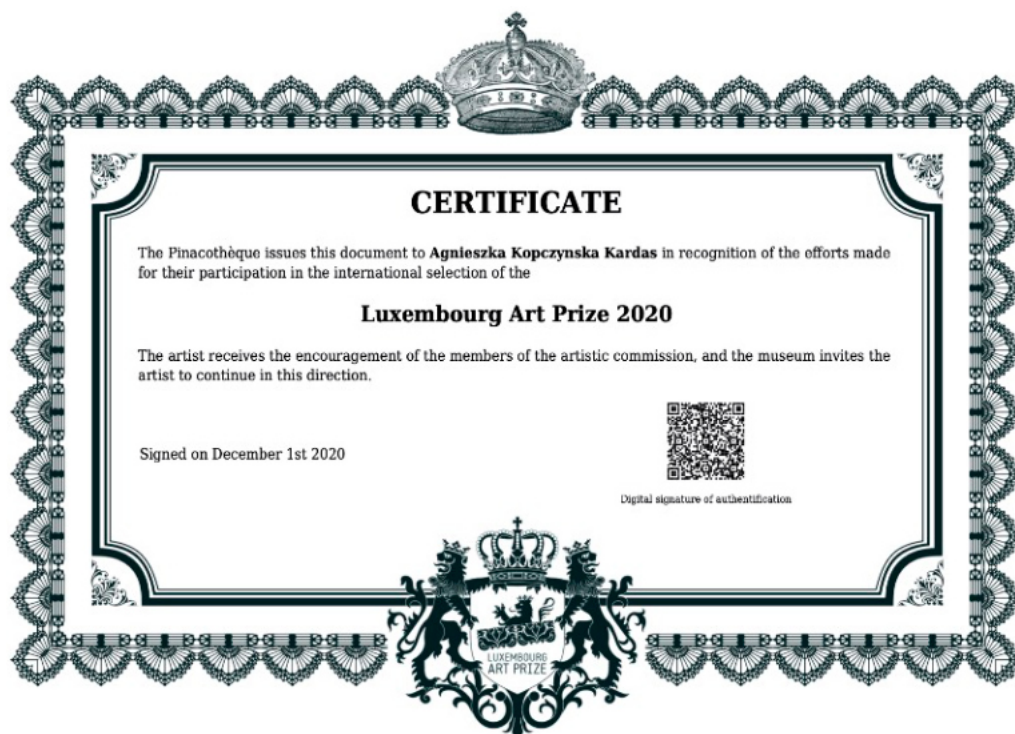 CERTIFICATE
The Pinacothèque issues this document to Agnieszka Kopczynska Kardas in recognition of the efforts made
for their participation in the international selection of the
Luxembourg Art Prize 2020
The artist receives the encouragement of the members of the artistic commission, and the museum invites the
artist to continue in this direction.
Signed on December 1st 2020
Digital signature of authentification
LUXEMBOURG
ART PRIZE